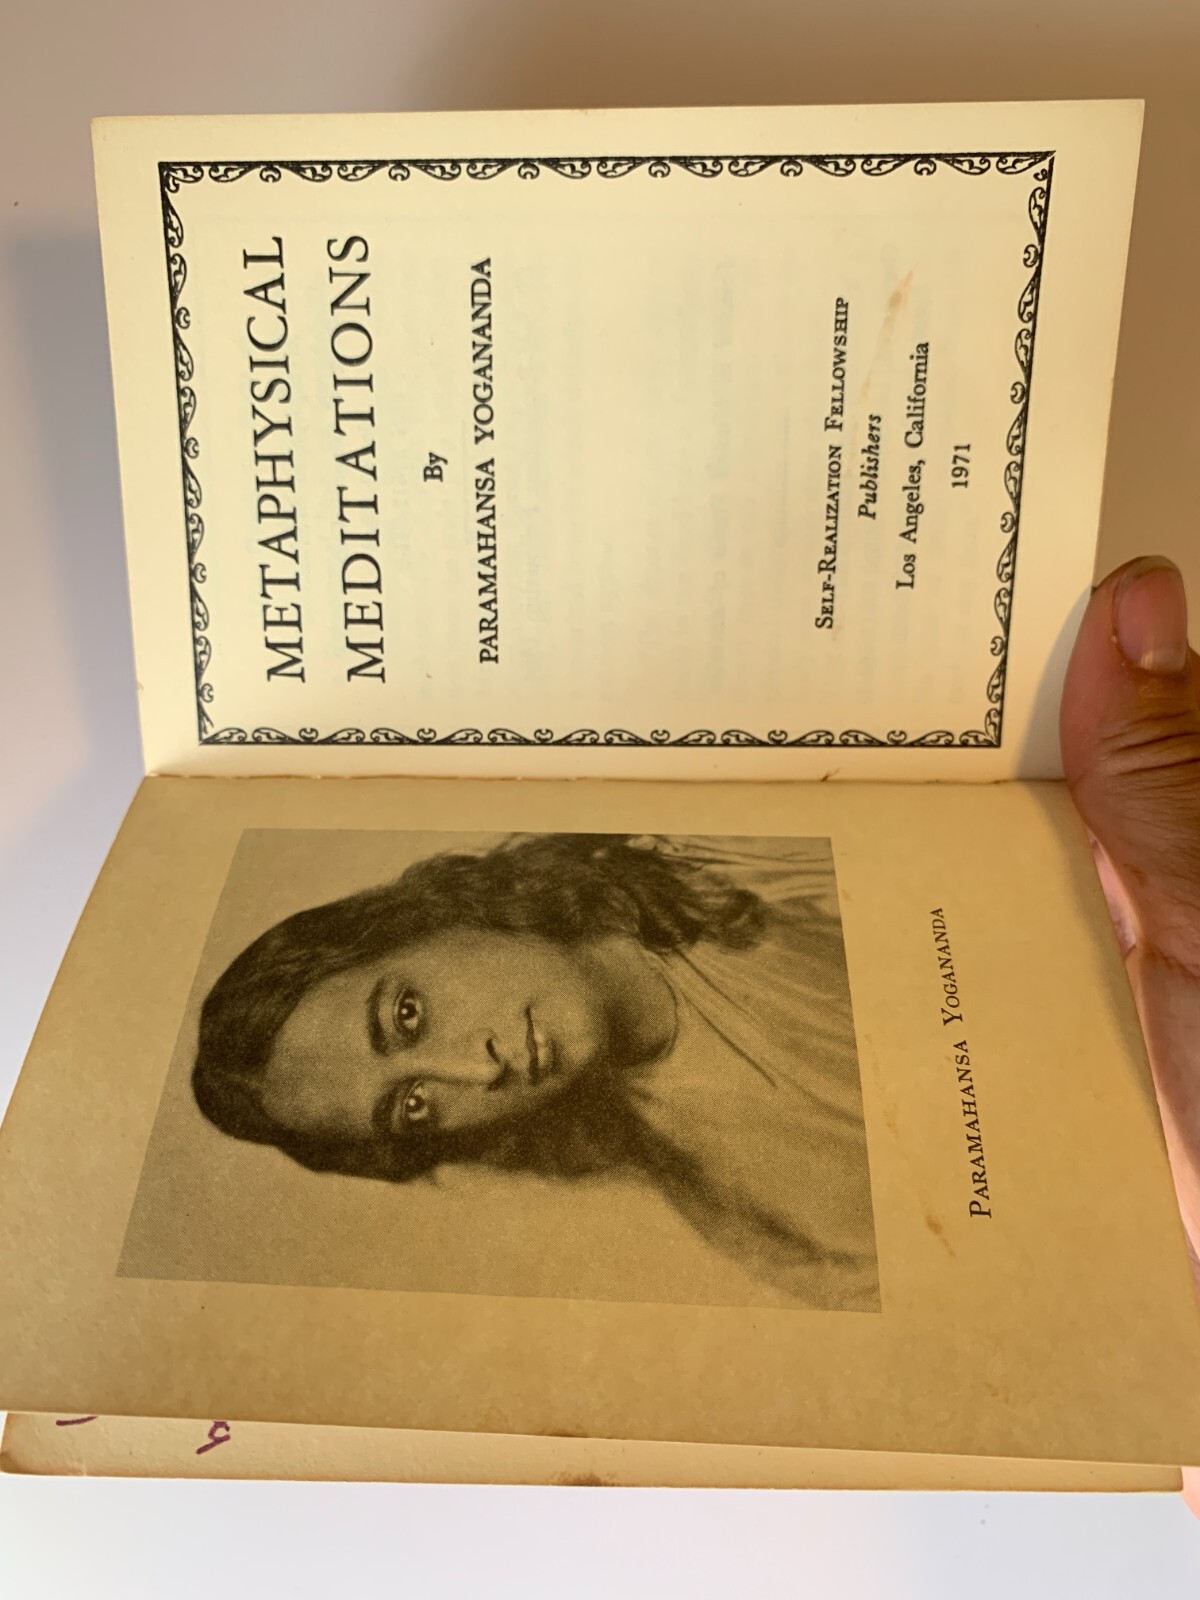 METAPHYSICAL
MEDITATIONS
By
PARAMAHANSA YOGANANDA
SELF-REALIZATION FELLOWSHIP
Publishers
Los Angeles, California
1971
PARAMAHANSA YOGANANDA